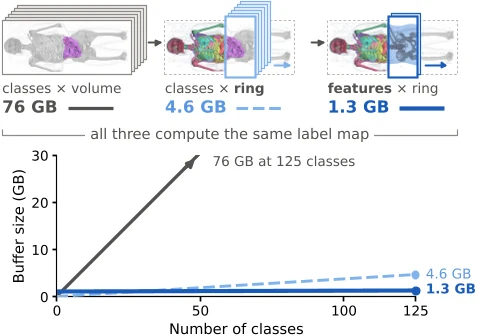 classes × volume
76 GB
classes × ring
4.6 GB
features × ring
1.3 GB
all three compute the same label map
Buffer size (GB)
30
20
10
0
76 GB at 125 classes
4.6 GB
1.3 GB
0
50
100
125
Number of classes